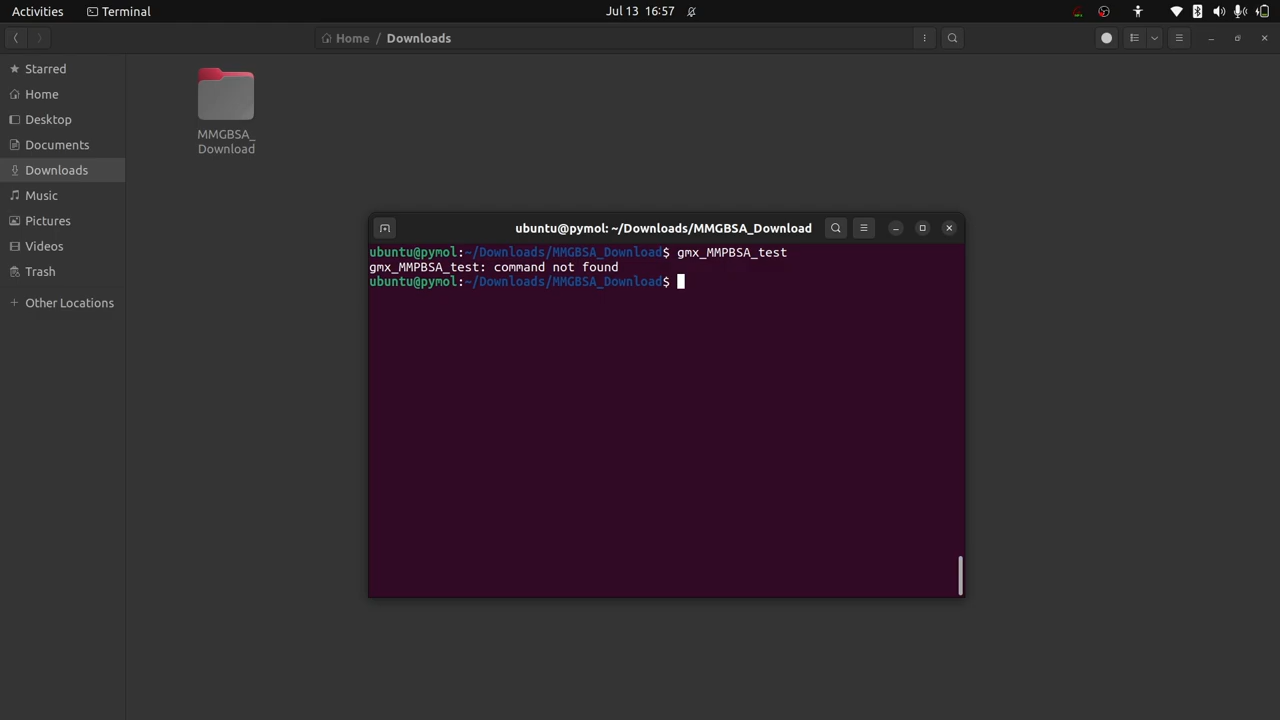 Activities
Terminal
Jul 13 16:57
Home / Downloads
Starred
Home
Desktop
Documents
Downloads
Music
Pictures
Videos
Trash
Other Locations
MMGBSA_
Download
ubuntu@pymol: ~/Downloads/MMGBSA_Download
ubuntu@pymol:~/Downloads/MMGBSA_Download$ gmx_MMPBSA_test
gmx_MMPBSA_test: command not found
ubuntu@pymol:~/Downloads/MMGBSA_Download$